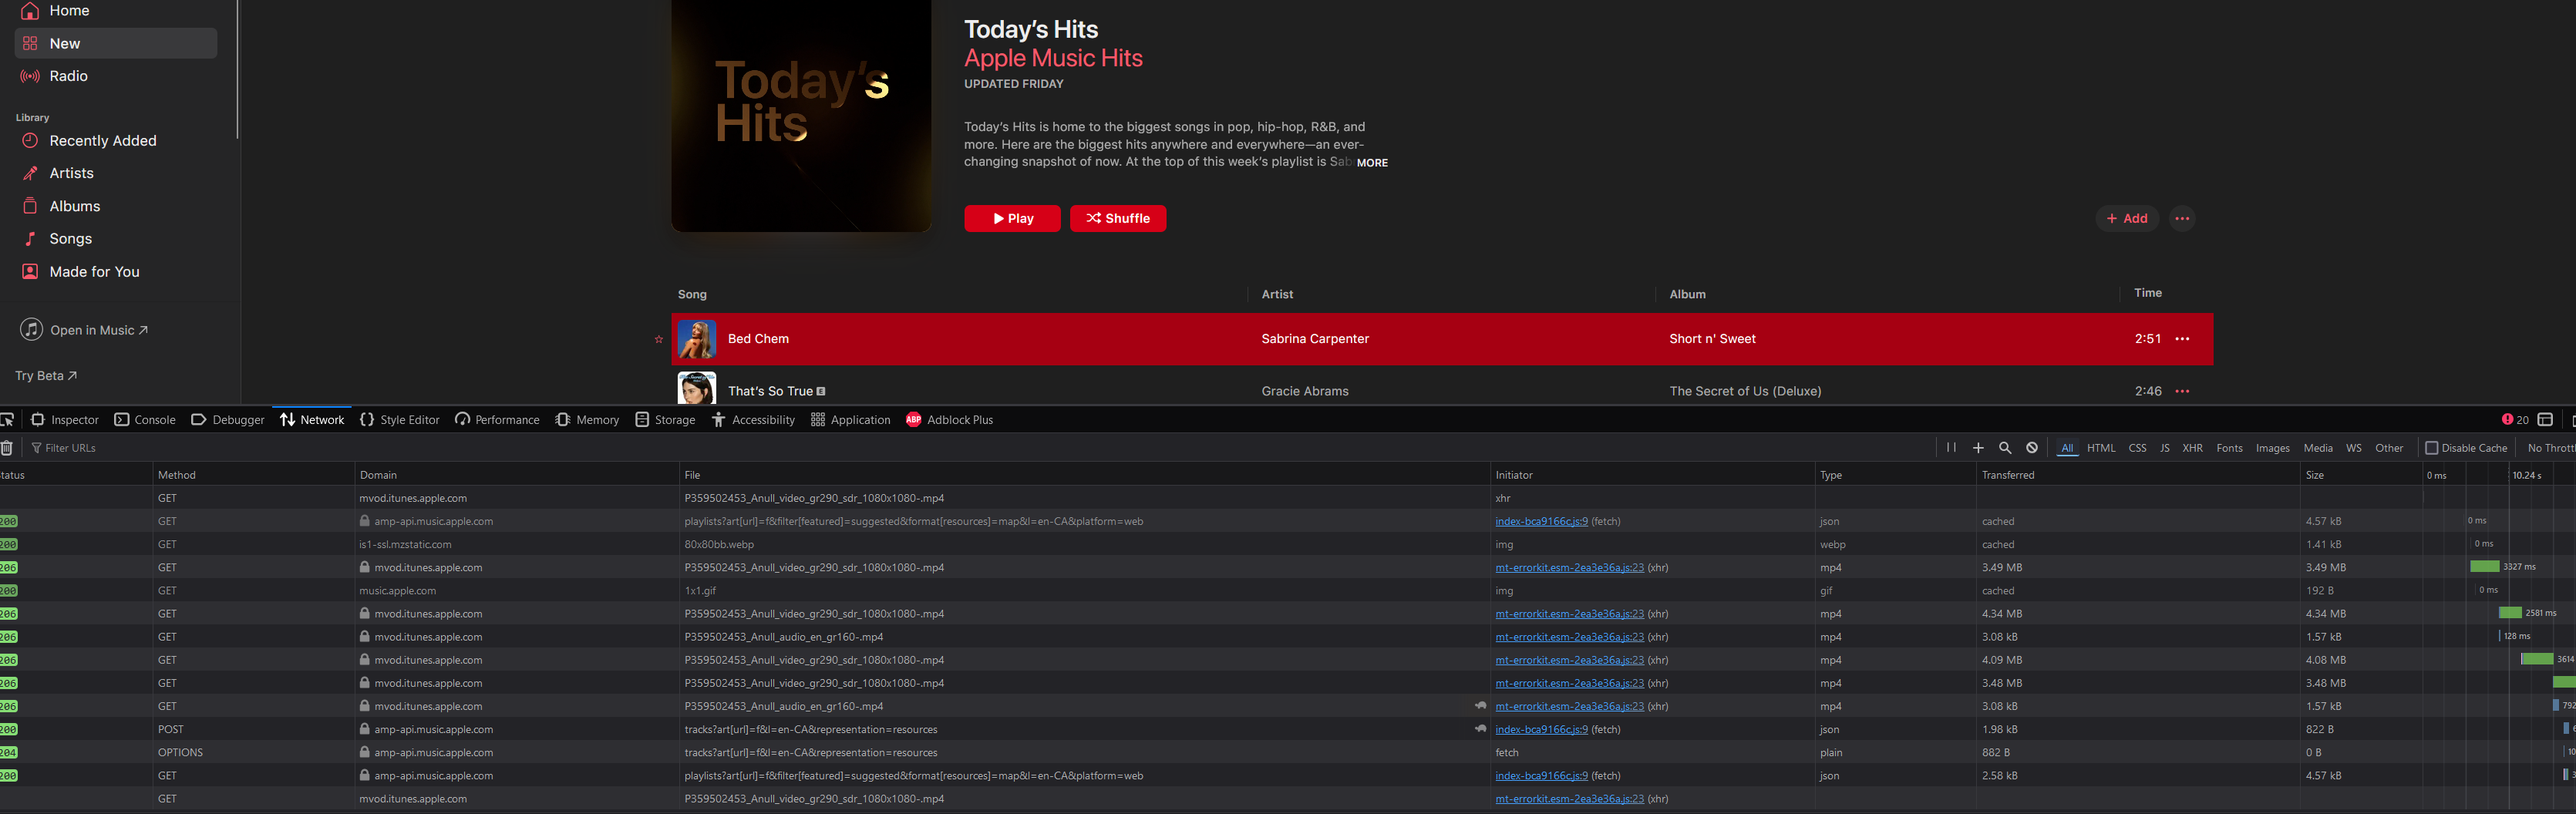 Home
New
Radio
Library
Recently Added
Artists
Albums
Songs
Made for You
Open in Music ↗
Try Beta ↗
Today's
Hits
Today's Hits
Apple Music Hits
UPDATED FRIDAY
Today's Hits is home to the biggest songs in pop, hip-hop, R&B, and
more. Here are the biggest hits anywhere and everywhere—an ever-
changing snapshot of now. At the top of this week's playlist is Sab MORE
Play Shuffle + Add
Song Artist Album Time
Bed Chem Sabrina Carpenter Short n' Sweet 2:51
That's So True E Gracie Abrams The Secret of Us (Deluxe) 2:46
Inspector Console Debugger Network Style Editor Performance Memory Storage Accessibility Application ABP Adblock Plus 20
Filter URLs All HTML CSS JS XHR Fonts Images Media WS Other Disable Cache No Thrott
tatus Method Domain File Initiator Type Transferred Size 0 ms 10.24 s
GET mvod.itunes.apple.com P359502453_Anull_video_gr290_sdr_1080x1080-.mp4 xhr
200 GET amp-api.music.apple.com playlists?art[url]=f&filter[featured]=suggested&format[resources]=map&l=en-CA&platform=web index-bca9166c.js:9 (fetch) json cached 4.57 kB 0 ms
200 GET is1-ssl.mzstatic.com 80x80bb.webp img webp cached 1.41 kB 0 ms
206 GET mvod.itunes.apple.com P359502453_Anull_video_gr290_sdr_1080x1080-.mp4 mt-errorkit.esm-2ea3e36a.js:23 (xhr) mp4 3.49 MB 3.49 MB 3327 ms
200 GET music.apple.com 1x1.gif img gif cached 192 B 0 ms
206 GET mvod.itunes.apple.com P359502453_Anull_video_gr290_sdr_1080x1080-.mp4 mt-errorkit.esm-2ea3e36a.js:23 (xhr) mp4 4.34 MB 4.34 MB 2581 ms
206 GET mvod.itunes.apple.com P359502453_Anull_audio_en_gr160-.mp4 mt-errorkit.esm-2ea3e36a.js:23 (xhr) mp4 3.08 kB 1.57 kB 128 ms
206 GET mvod.itunes.apple.com P359502453_Anull_video_gr290_sdr_1080x1080-.mp4 mt-errorkit.esm-2ea3e36a.js:23 (xhr) mp4 4.09 MB 4.08 MB 3614
206 GET mvod.itunes.apple.com P359502453_Anull_video_gr290_sdr_1080x1080-.mp4 mt-errorkit.esm-2ea3e36a.js:23 (xhr) mp4 3.48 MB 3.48 MB
206 GET mvod.itunes.apple.com P359502453_Anull_audio_en_gr160-.mp4 mt-errorkit.esm-2ea3e36a.js:23 (xhr) mp4 3.08 kB 1.57 kB 792
200 POST amp-api.music.apple.com tracks?art[url]=f&l=en-CA&representation=resources index-bca9166c.js:9 (fetch) json 1.98 kB 822 B
204 OPTIONS amp-api.music.apple.com tracks?art[url]=f&l=en-CA&representation=resources fetch plain 882 B 0 B 10
200 GET amp-api.music.apple.com playlists?art[url]=f&filter[featured]=suggested&format[resources]=map&l=en-CA&platform=web index-bca9166c.js:9 (fetch) json 2.58 kB 4.57 kB
GET mvod.itunes.apple.com P359502453_Anull_video_gr290_sdr_1080x1080-.mp4 mt-errorkit.esm-2ea3e36a.js:23 (xhr)